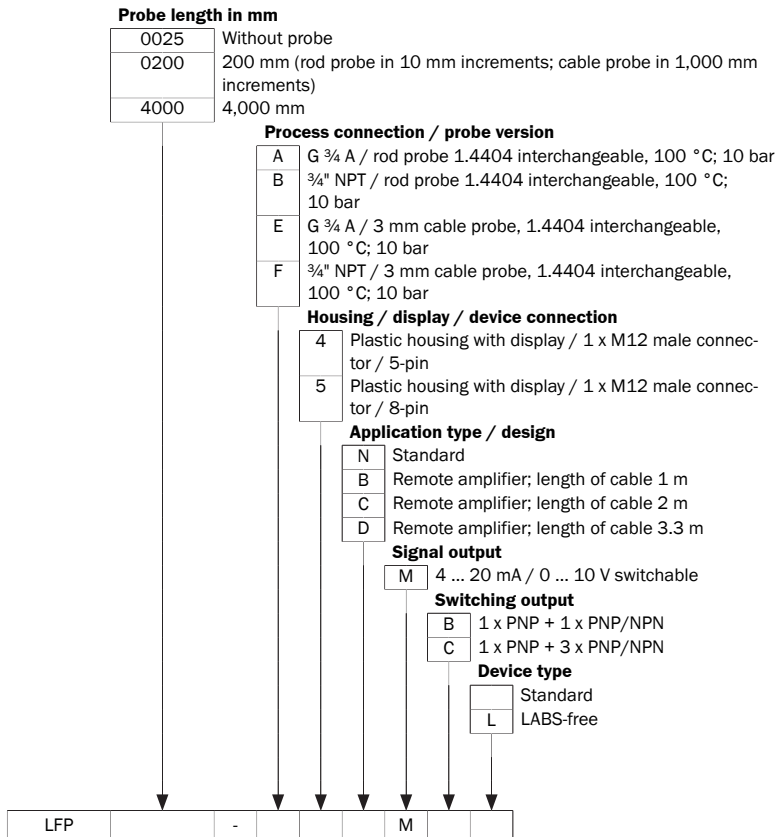 Probe length in mm
0025 Without probe
0200 200 mm (rod probe in 10 mm increments; cable probe in 1,000 mm
increments)
4000 4,000 mm
Process connection / probe version
A G ¾ A / rod probe 1.4404 interchangeable, 100 °C; 10 bar
B ¾" NPT / rod probe 1.4404 interchangeable, 100 °C;
10 bar
E G ¾ A / 3 mm cable probe, 1.4404 interchangeable,
100 °C; 10 bar
F ¾" NPT / 3 mm cable probe, 1.4404 interchangeable,
100 °C; 10 bar
Housing / display / device connection
4 Plastic housing with display / 1 x M12 male connec-
tor / 5-pin
5 Plastic housing with display / 1 x M12 male connec-
tor / 8-pin
Application type / design
N Standard
B Remote amplifier; length of cable 1 m
C Remote amplifier; length of cable 2 m
D Remote amplifier; length of cable 3.3 m
Signal output
M 4 ... 20 mA / 0 ... 10 V switchable
Switching output
B 1 x PNP + 1 x PNP/NPN
C 1 x PNP + 3 x PNP/NPN
Device type
Standard
L LABS-free
LFP - M